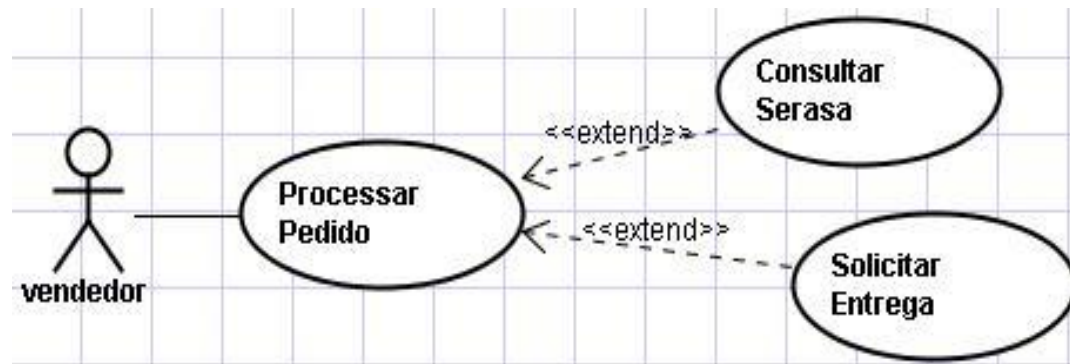 Consultar
Serasa
<<extend>>
Processar
Pedido
<<extend>>
Solicitar
Entrega
vendedor